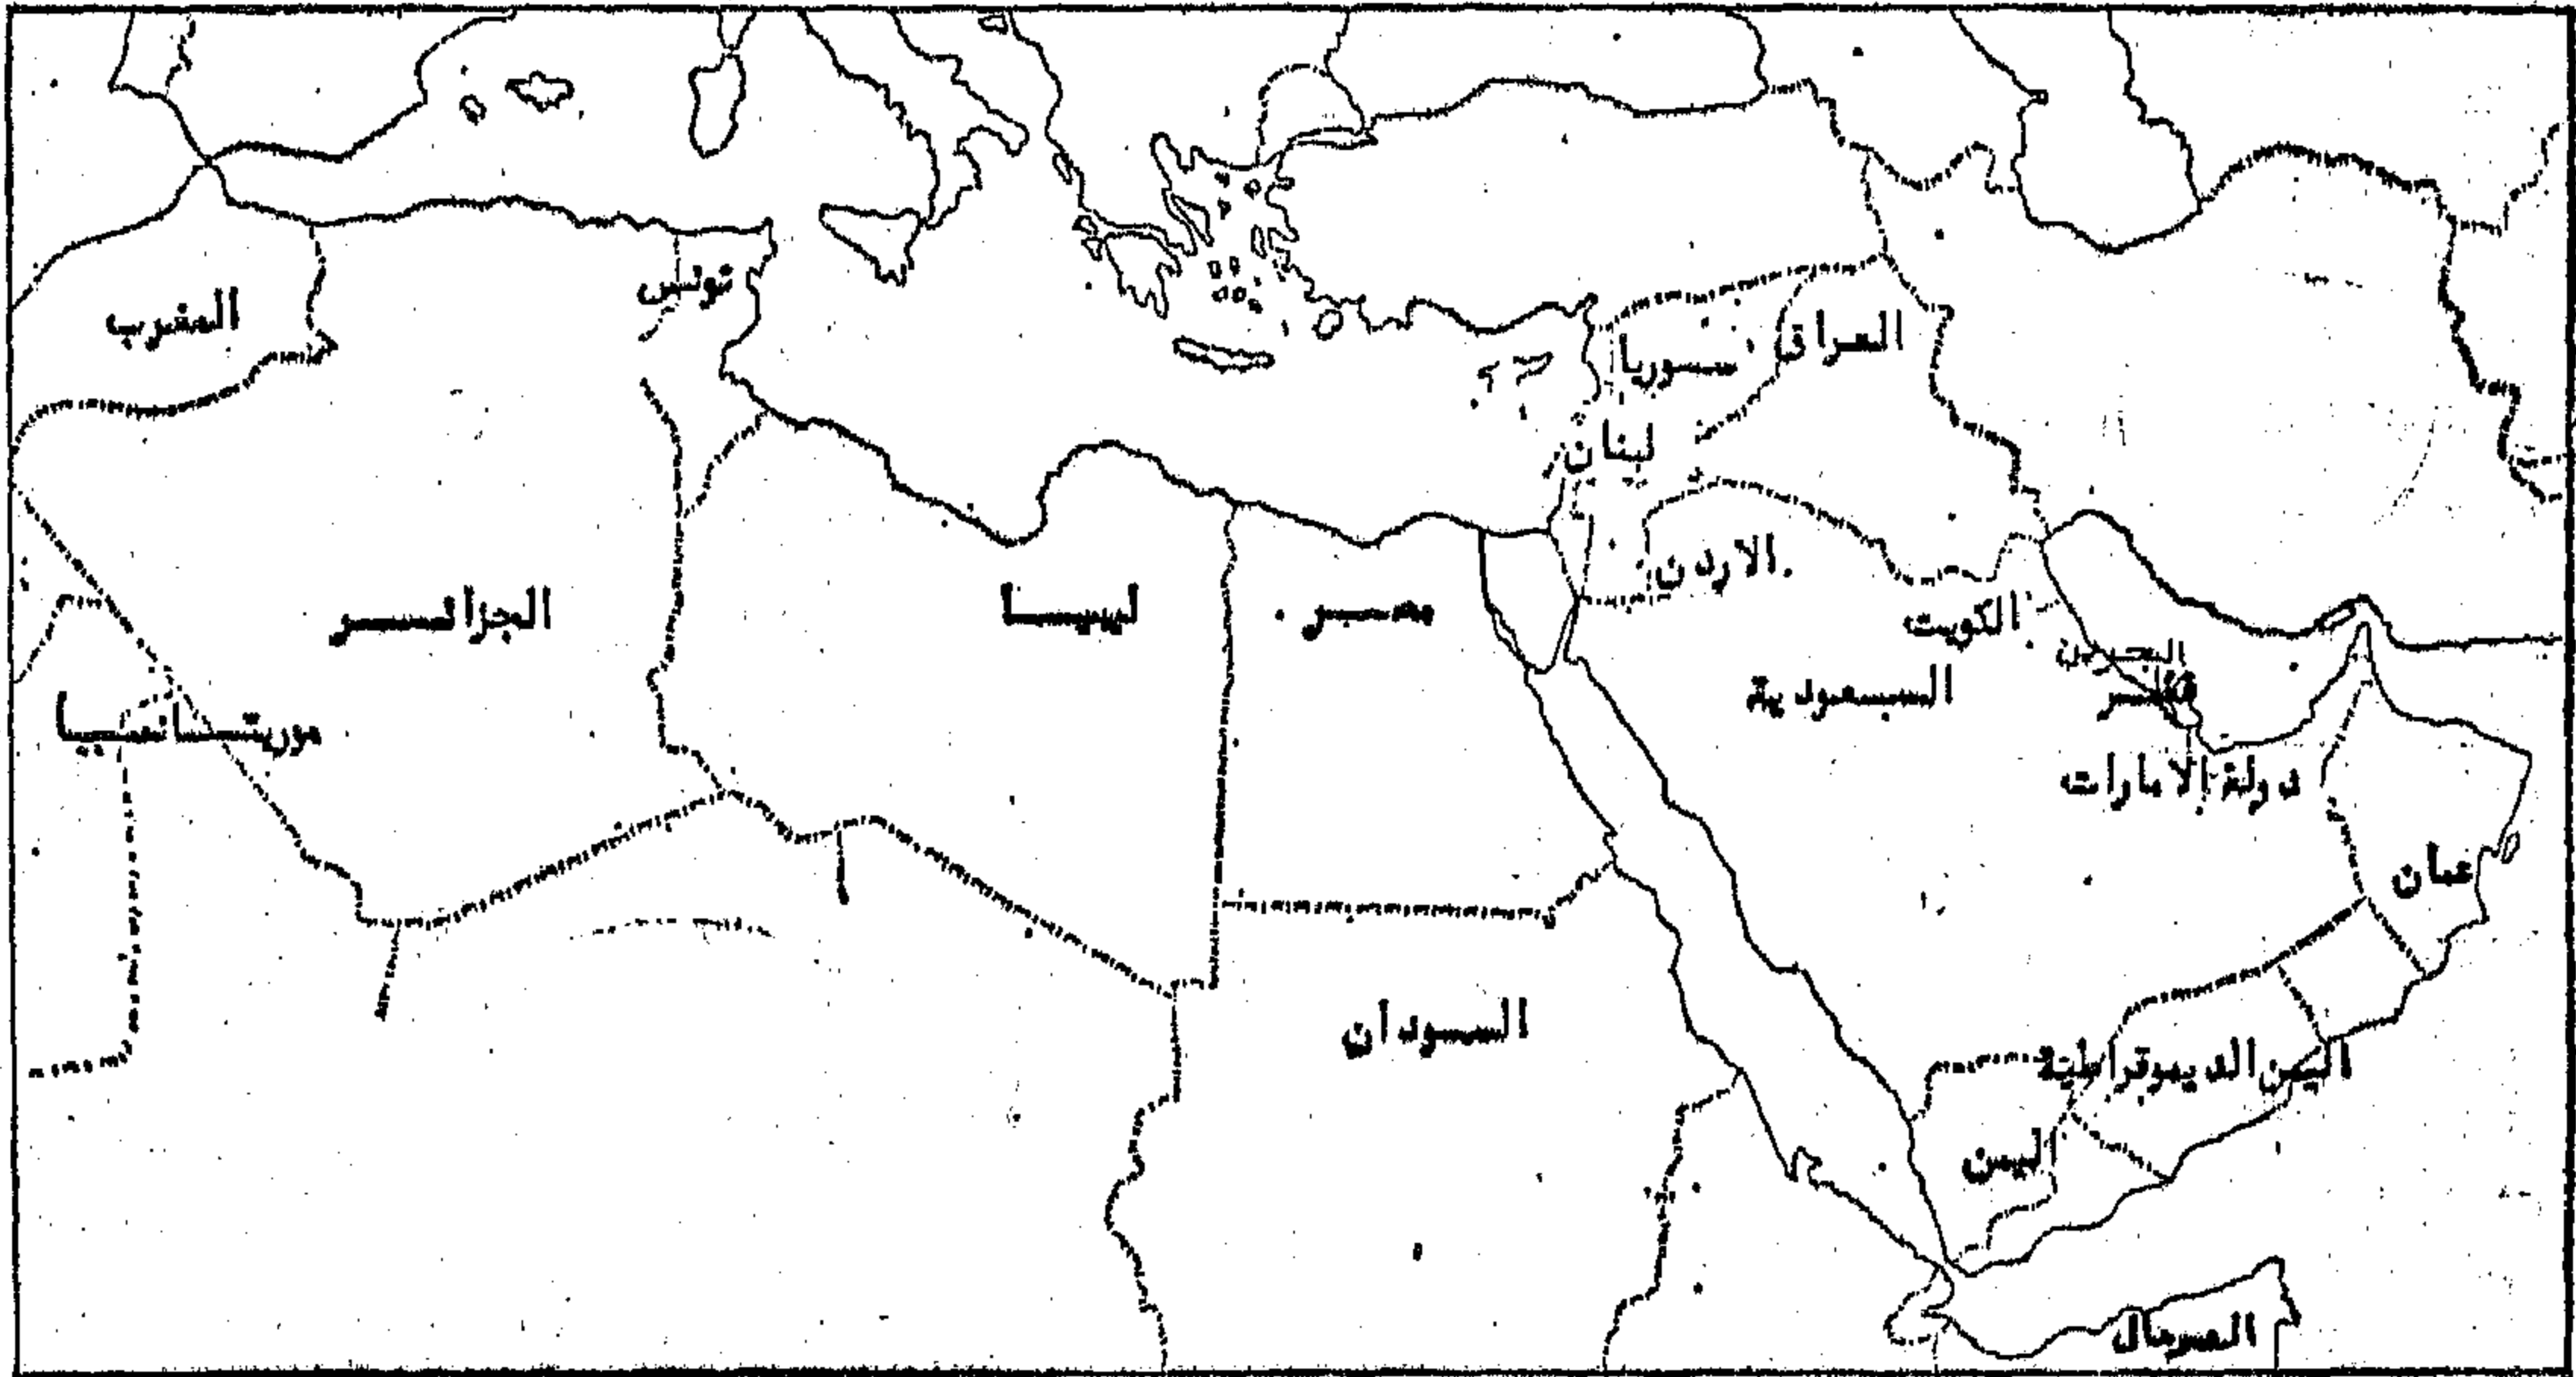 المغرب
تونس
سوريا
العراق
لبنان
الاردن
الجزائر
ليبيا
مصر
الكويت
البحرين
قطر
السعودية
موريتانيا
دولة الامارات
عمان
السودان
اليمن الديموقراطية
اليمن
الصومال